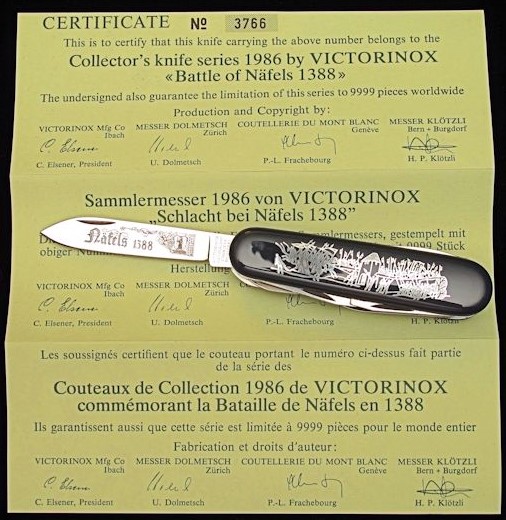 CERTIFICATE No 3766
This is to certify that this knife carrying the above number belongs to the
Collector's knife series 1986 by VICTORINOX
«Battle of Näfels 1388»
The undersigned also guarantee the limitation of this series to 9999 pieces worldwide
Production and Copyright by:
VICTORINOX Mfg Co MESSER DOLMETSCH COUTELLERIE DU MONT BLANC MESSER KLÖTZLI
Ibach Zürich Genève Bern + Burgdorf
C. Elsener, President U. Dolmetsch P.-L. Frachebourg H. P. Klötzli
Sammlermesser 1986 von VICTORINOX
„Schlacht bei Näfels 1388”
Sammlermessers, gestempelt mit
obiger 9999 Stück
Näfels 1388
Herstellung
VICTORINOX Mfg Co
Ibach Zürich
C. Elsener, President U. Dolmetsch P.-L. Frachebourg H. P.
Les soussignés certifient que le couteau portant le numéro ci-dessus fait partie
de la série des
Couteaux de Collection 1986 de VICTORINOX
commémorant la Bataille de Näfels en 1388
Ils garantissent aussi que cette série est limitée à 9999 pièces pour le monde entier
Fabrication et droits d'auteur:
VICTORINOX Mfg Co MESSER DOLMETSCH COUTELLERIE DU MONT BLANC MESSER KLÖTZLI
Ibach Zürich Genève Bern + Burgdorf
C. Elsener, President U. Dolmetsch P.-L. Frachebourg H. P. Klötzli